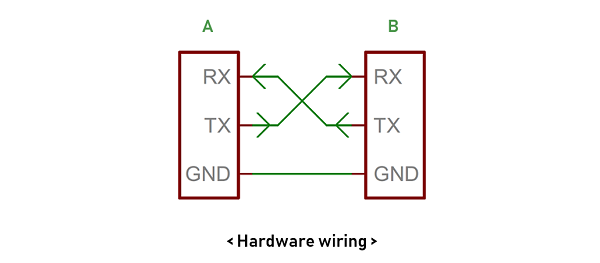 A B
RX RX
TX TX
GND GND
< Hardware wiring >